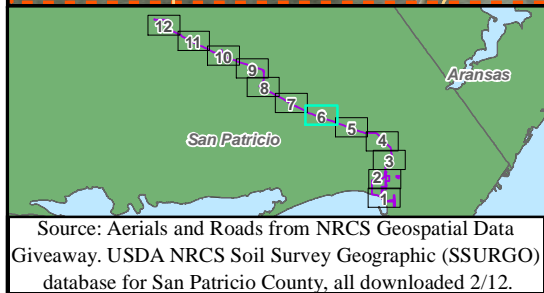 12
11
10
9
8
7
6
5
4
3
2
1
Aransas
San Patricio
Source: Aerials and Roads from NRCS Geospatial Data
Giveaway. USDA NRCS Soil Survey Geographic (SSURGO)
database for San Patricio County, all downloaded 2/12.